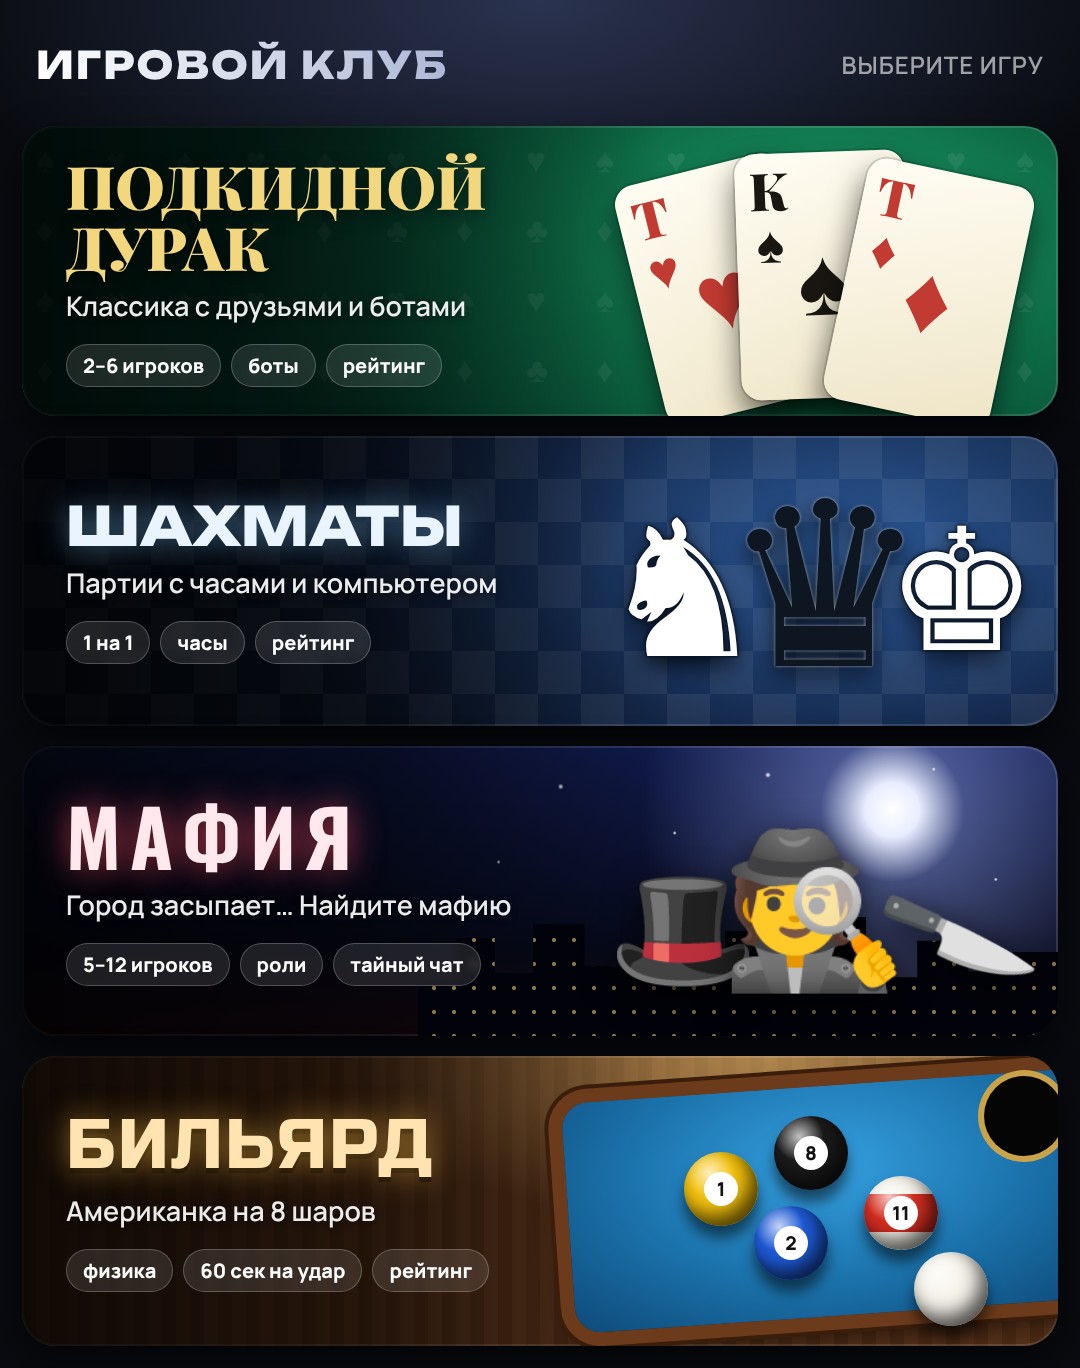 ИГРОВОЙ КЛУБ
ВЫБЕРИТЕ ИГРУ
ПОДКИДНОЙ
ДУРАК
Классика с друзьями и ботами
2–6 игроков
боты
рейтинг
Т
К
Т
ШАХМАТЫ
Партии с часами и компьютером
1 на 1
часы
рейтинг
МАФИЯ
Город засыпает… Найдите мафию
5–12 игроков
роли
тайный чат
БИЛЬЯРД
Американка на 8 шаров
физика
60 сек на удар
рейтинг
8
1
11
2